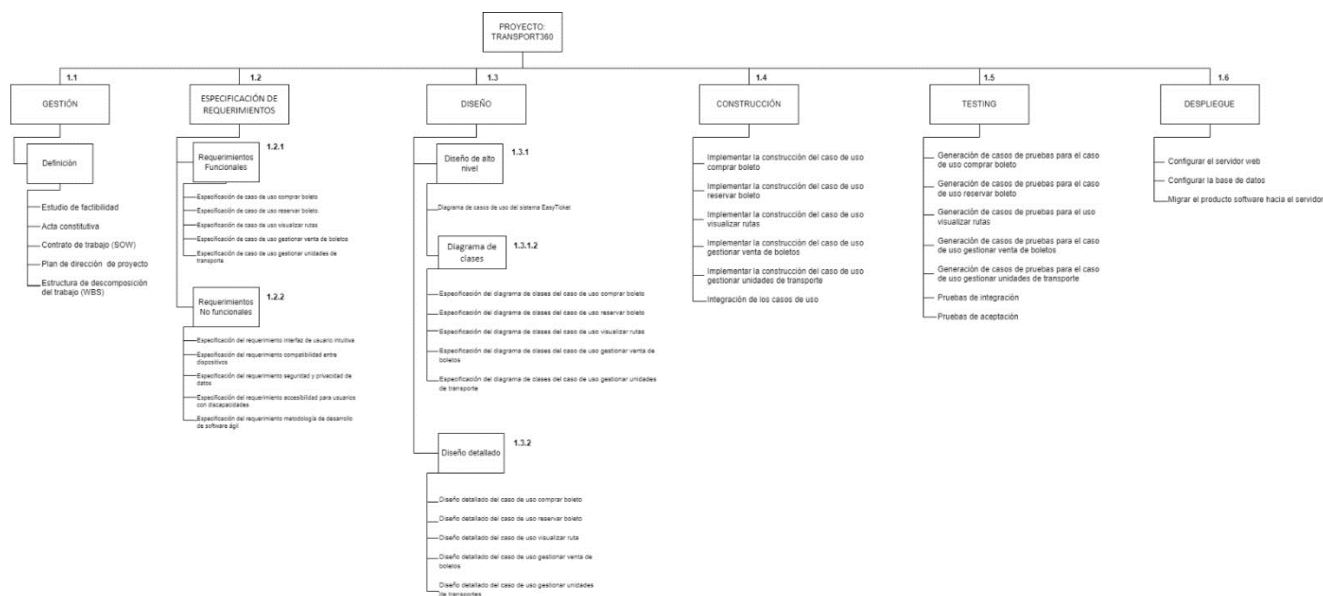 PROYECTO:
TRANSPORT360
1.1
GESTIÓN
Definición
Estudio de factibilidad
Acta constitutiva
Contrato de trabajo (SOW)
Plan de dirección de proyecto
Estructura de descomposición
del trabajo (WBS)
1.2
ESPECIFICACIÓN DE
REQUERIMIENTOS
1.2.1
Requerimientos
Funcionales
Especificación de caso de uso comprar boleto
Especificación de caso de uso reservar boleto
Especificación de caso de uso visualizar rutas
Especificación de caso de uso gestionar venta de boletos
Especificación de caso de uso gestionar unidades de
transporte
1.2.2
Requerimientos
No funcionales
Especificación del requerimiento interfaz de usuario intuitiva
Especificación del requerimiento compatibilidad entre
dispositivos
Especificación del requerimiento seguridad y privacidad de
datos
Especificación del requerimiento accesibilidad para usuarios
con discapacidades
Especificación del requerimiento metodología de desarrollo
de software ágil
1.3
DISEÑO
1.3.1
Diseño de alto
nivel
Diagrama de casos de uso del sistema EasyTicket
1.3.1.2
Diagrama de
clases
Especificación del diagrama de clases del caso de uso comprar boleto
Especificación del diagrama de clases del caso de uso reservar boleto
Especificación del diagrama de clases del caso de uso visualizar rutas
Especificación del diagrama de clases del caso de uso gestionar venta de
boletos
Especificación del diagrama de clases del caso de uso gestionar unidades
de transporte
1.3.2
Diseño detallado
Diseño detallado del caso de uso comprar boleto
Diseño detallado del caso de uso reservar boleto
Diseño detallado del caso de uso visualizar ruta
Diseño detallado del caso de uso gestionar venta de
boletos
Diseño detallado del caso de uso gestionar unidades
de transportes
1.4
CONSTRUCCIÓN
Implementar la construcción del caso de uso
comprar boleto
Implementar la construcción del caso de uso
reservar boleto
Implementar la construcción del caso de uso
visualizar rutas
Implementar la construcción del caso de uso
gestionar venta de boletos
Implementar la construcción del caso de uso
gestionar unidades de transporte
Integración de los casos de uso
1.5
TESTING
Generación de casos de pruebas para el caso
de uso comprar boleto
Generación de casos de pruebas para el caso
de uso reservar boleto
Generación de casos de pruebas para el uso
visualizar rutas
Generación de casos de pruebas para el caso
de uso gestionar venta de boletos
Generación de casos de pruebas para el caso
de uso gestionar unidades de transporte
Pruebas de integración
Pruebas de aceptación
1.6
DESPLIEGUE
Configurar el servidor web
Configurar la base de datos
Migrar el producto software hacia el servidor